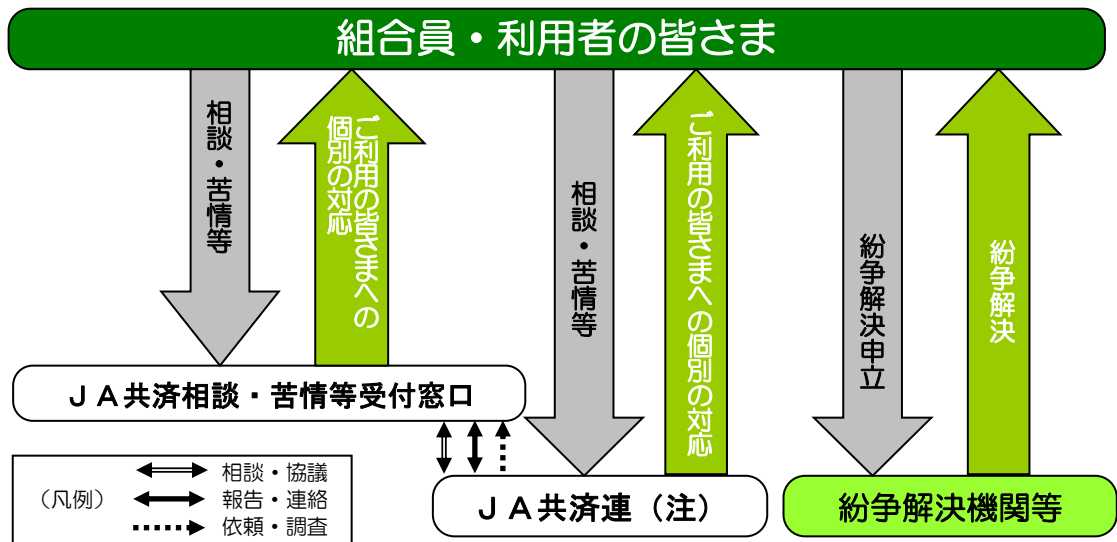 組合員・利用者の皆さま
相談・苦情等
ご利用の皆さまへの
個別の対応
相談・苦情等
ご利用の皆さまへの個別の対応
紛争解決申立
紛争解決
ＪＡ共済相談・苦情等受付窓口
ＪＡ共済連（注）
紛争解決機関等
（凡例）
相談・協議
報告・連絡
依頼・調査